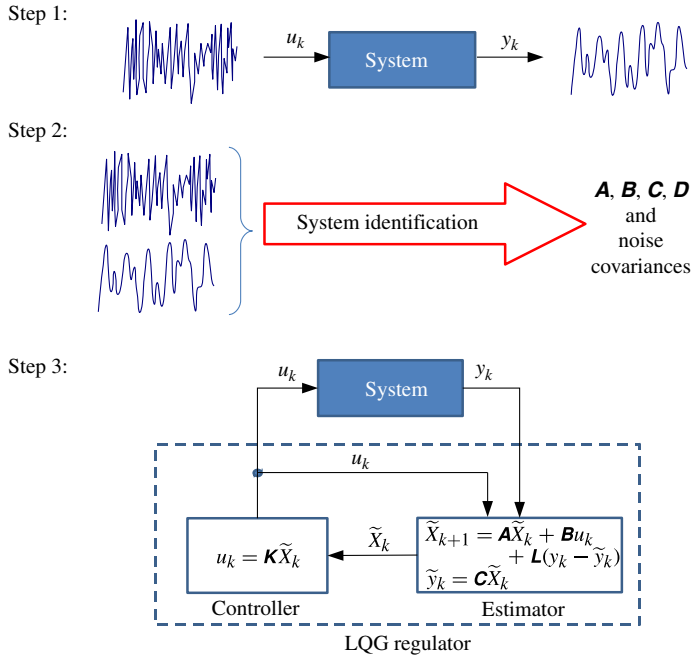 Step 1:
u_k
System
y_k
Step 2:
System identification
A, B, C, D
and
noise
covariances
Step 3:
u_k
System
y_k
u_k
u_k = KX̃_k
X̃_k
X̃_{k+1} = AX̃_k + Bu_k
+ L(y_k − ỹ_k)
ỹ_k = CX̃_k
Controller
Estimator
LQG regulator